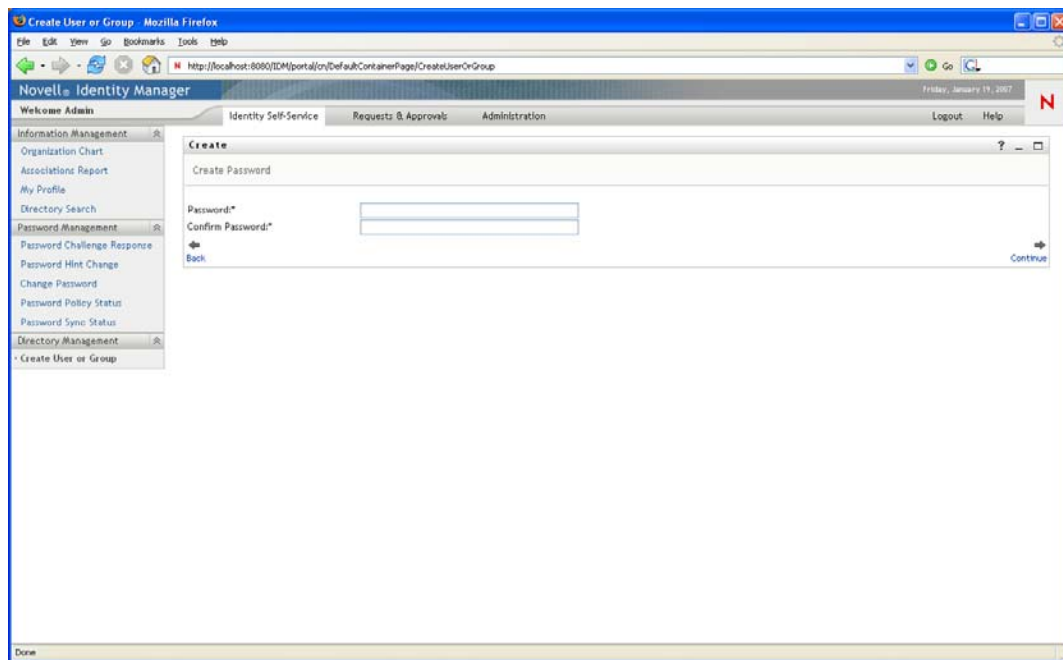 Create User or Group - Mozilla Firefox
File Edit View Go Bookmarks Tools Help
http://localhost:8080/IDM/portal/cn/DefaultContainerPage/CreateUserOrGroup
Go
Novell® Identity Manager
Friday, January 19, 2007
Welcome Admin
Identity Self-Service Requests & Approvals Administration Logout Help
N
Information Management
Organization Chart
Associations Report
My Profile
Directory Search
Password Management
Password Challenge Response
Password Hint Change
Change Password
Password Policy Status
Password Sync Status
Directory Management
Create User or Group
Create ?
Create Password
Password:*
Confirm Password:*
Back Continue
Done